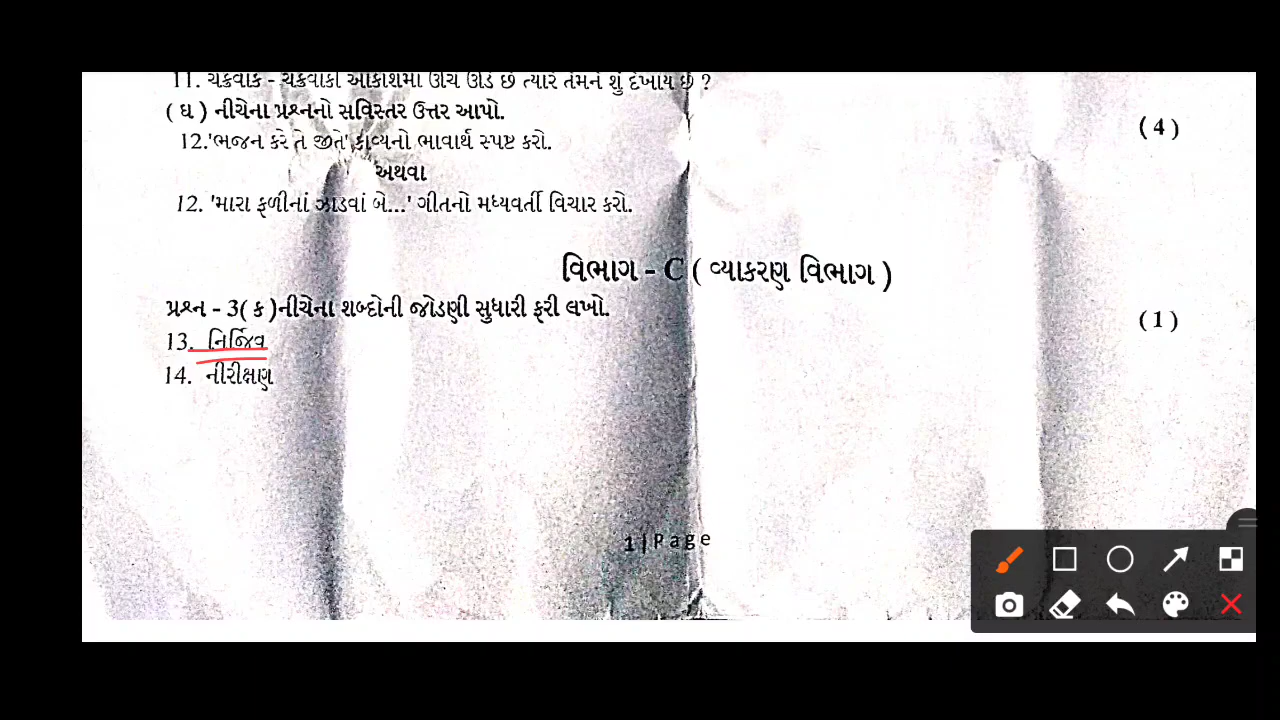 11. ચક્રવાક - ચક્રવાકી આકાશમાં ઊંચે ઊડે છે ત્યારે તેમને શું દેખાય છે ?
( ઘ ) નીચેના પ્રશ્નનો સવિસ્તર ઉત્તર આપો.
( 4 )
12.'ભજન કરે તે જીતે' કાવ્યનો ભાવાર્થ સ્પષ્ટ કરો.
અથવા
12. 'મારા ફળીનાં ઝાડવાં બે...' ગીતનો મધ્યવર્તી વિચાર કરો.
વિભાગ - C ( વ્યાકરણ વિભાગ )
પ્રશ્ન - 3( ક )નીચેના શબ્દોની જોડણી સુધારી ફરી લખો.
( 1 )
13. નિર્જિવ
14. નીરીક્ષણ
1 | P a g e